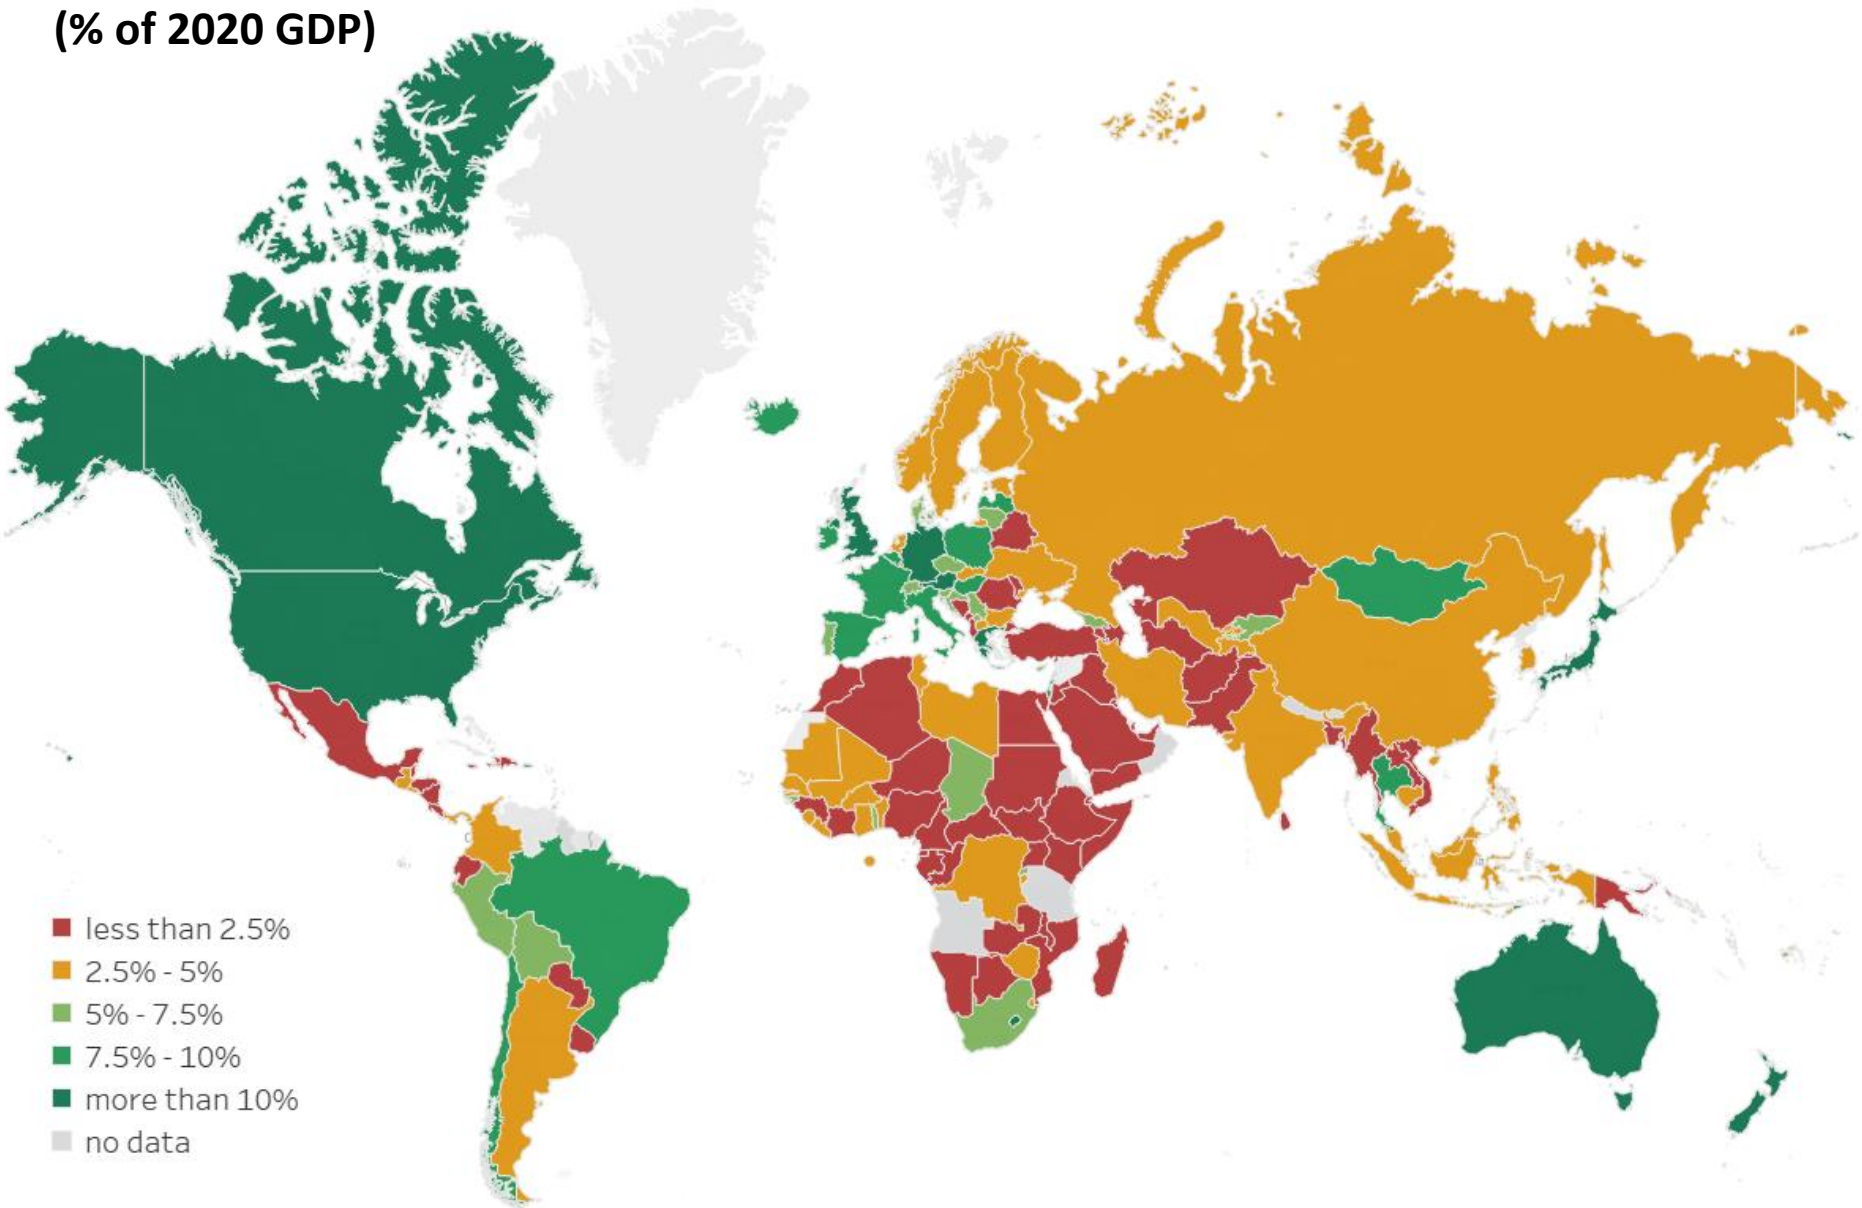 (% of 2020 GDP)
less than 2.5%
2.5% - 5%
5% - 7.5%
7.5% - 10%
more than 10%
no data